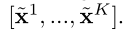 [x̃¹, ..., x̃ᴷ].